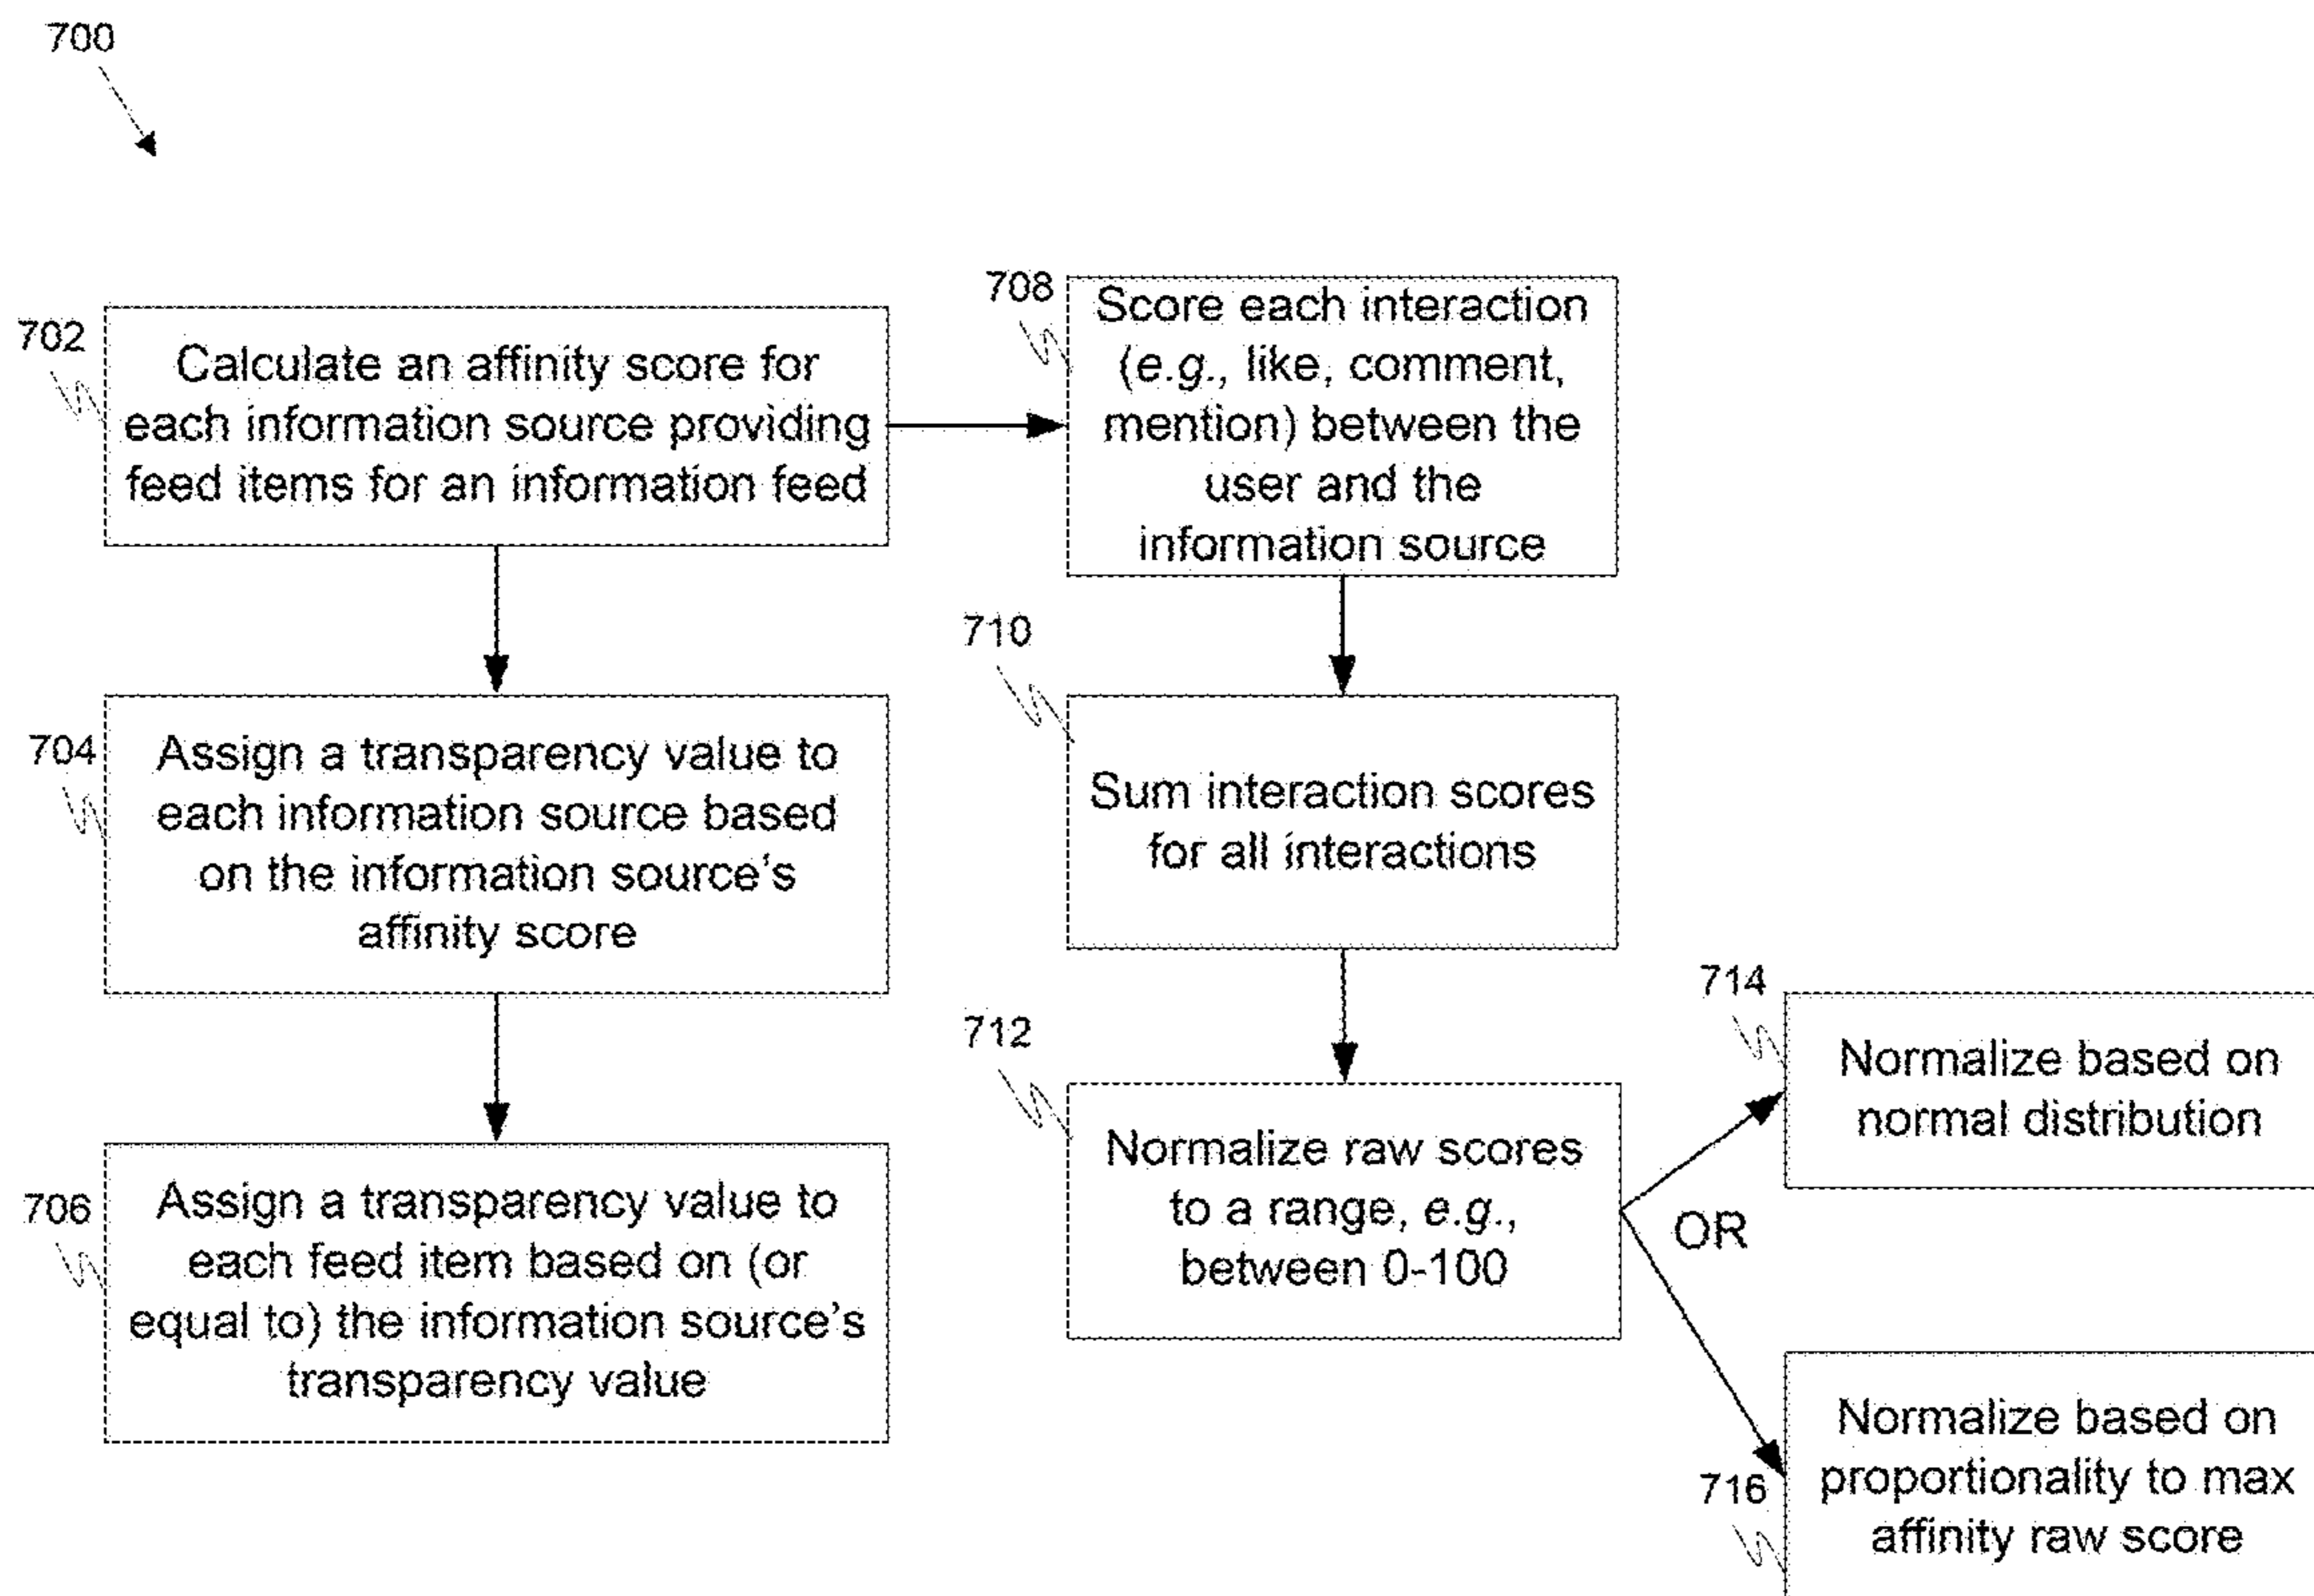 700
702
Calculate an affinity score for
each information source providing
feed items for an information feed
708
Score each interaction
(e.g., like, comment,
mention) between the
user and the
information source
704
Assign a transparency value to
each information source based
on the information source's
affinity score
710
Sum interaction scores
for all interactions
706
Assign a transparency value to
each feed item based on (or
equal to) the information source's
transparency value
712
Normalize raw scores
to a range, e.g.,
between 0-100
OR
714
Normalize based on
normal distribution
716
Normalize based on
proportionality to max
affinity raw score